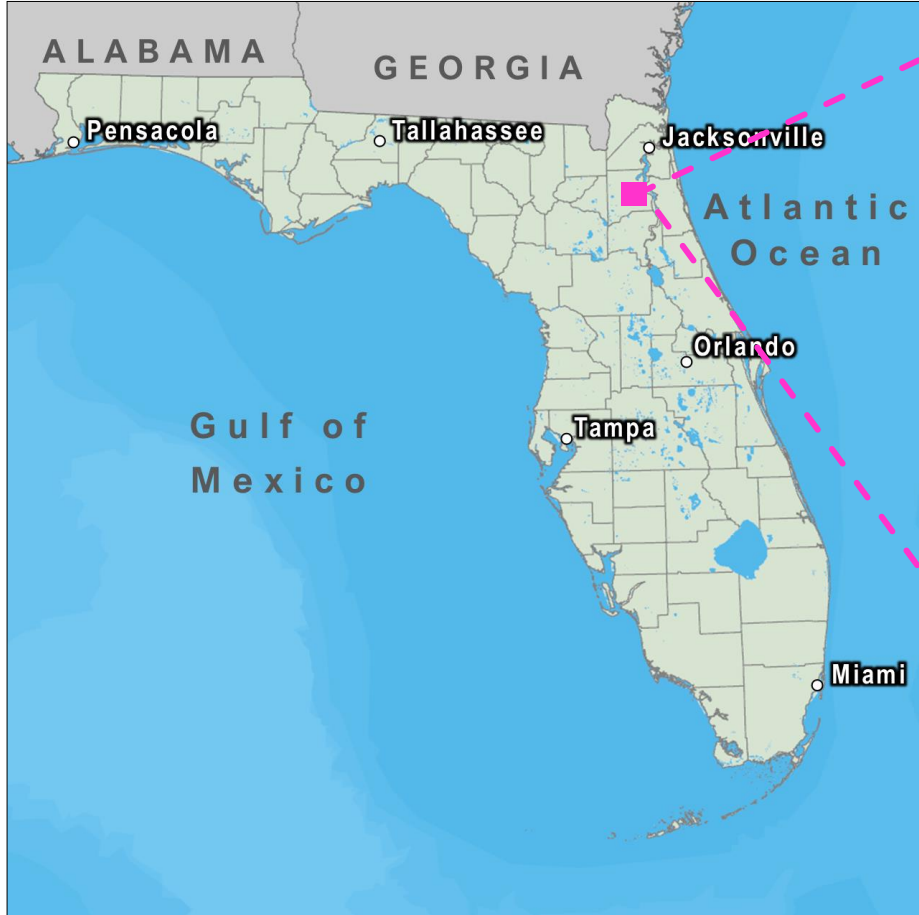 ALABAMA
GEORGIA
Pensacola
Tallahassee
Jacksonville
Atlantic
Ocean
Orlando
Gulf of
Mexico
Tampa
Miami